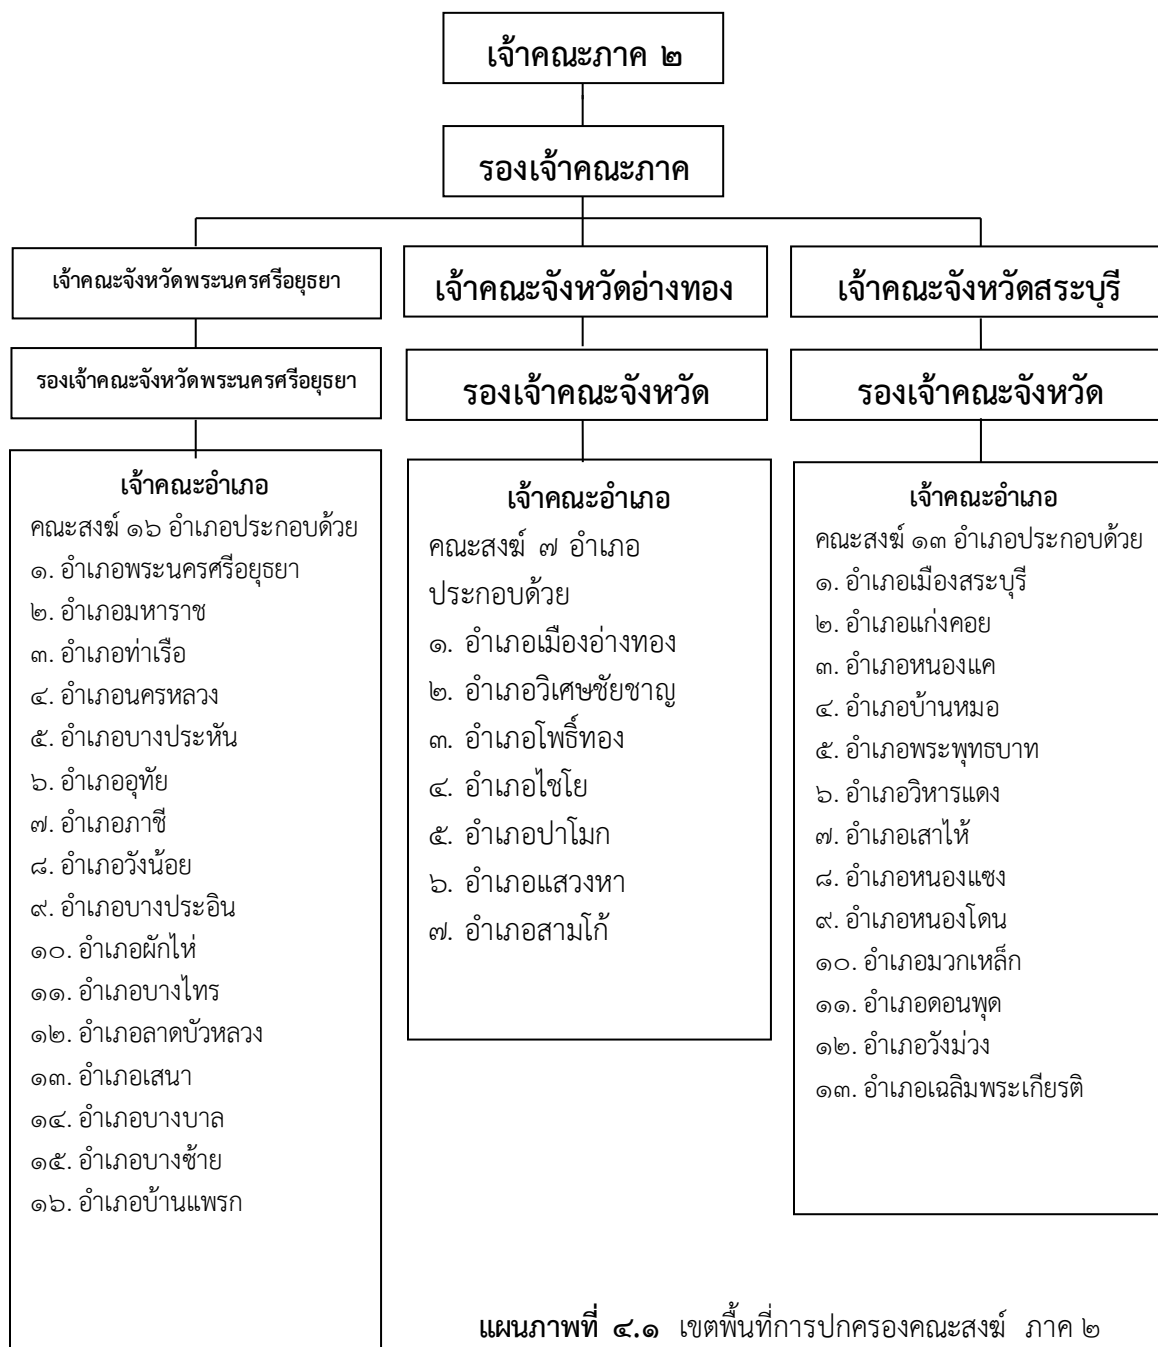 เจ้าคณะภาค ๒
รองเจ้าคณะภาค
เจ้าคณะจังหวัดพระนครศรีอยุธยา
รองเจ้าคณะจังหวัดพระนครศรีอยุธยา
เจ้าคณะอำเภอ
คณะสงฆ์ ๑๖ อำเภอประกอบด้วย
๑. อำเภอพระนครศรีอยุธยา
๒. อำเภอมหาราช
๓. อำเภอท่าเรือ
๔. อำเภอนครหลวง
๕. อำเภอบางประหัน
๖. อำเภออุทัย
๗. อำเภอภาชี
๘. อำเภอวังน้อย
๙. อำเภอบางประอิน
๑๐. อำเภอผักไห่
๑๑. อำเภอบางไทร
๑๒. อำเภอลาดบัวหลวง
๑๓. อำเภอเสนา
๑๔. อำเภอบางบาล
๑๕. อำเภอบางซ้าย
๑๖. อำเภอบ้านแพรก
เจ้าคณะจังหวัดอ่างทอง
รองเจ้าคณะจังหวัด
เจ้าคณะอำเภอ
คณะสงฆ์ ๗ อำเภอ
ประกอบด้วย
๑. อำเภอเมืองอ่างทอง
๒. อำเภอวิเศษชัยชาญ
๓. อำเภอโพธิ์ทอง
๔. อำเภอไชโย
๕. อำเภอปาโมก
๖. อำเภอแสวงหา
๗. อำเภอสามโก้
เจ้าคณะจังหวัดสระบุรี
รองเจ้าคณะจังหวัด
เจ้าคณะอำเภอ
คณะสงฆ์ ๑๓ อำเภอประกอบด้วย
๑. อำเภอเมืองสระบุรี
๒. อำเภอแก่งคอย
๓. อำเภอหนองแค
๔. อำเภอบ้านหมอ
๕. อำเภอพระพุทธบาท
๖. อำเภอวิหารแดง
๗. อำเภอเสาไห้
๘. อำเภอหนองแซง
๙. อำเภอหนองโดน
๑๐. อำเภอมวกเหล็ก
๑๑. อำเภอดอนพุด
๑๒. อำเภอวังม่วง
๑๓. อำเภอเฉลิมพระเกียรติ
แผนภาพที่ ๔.๑ เขตพื้นที่การปกครองคณะสงฆ์ ภาค ๒